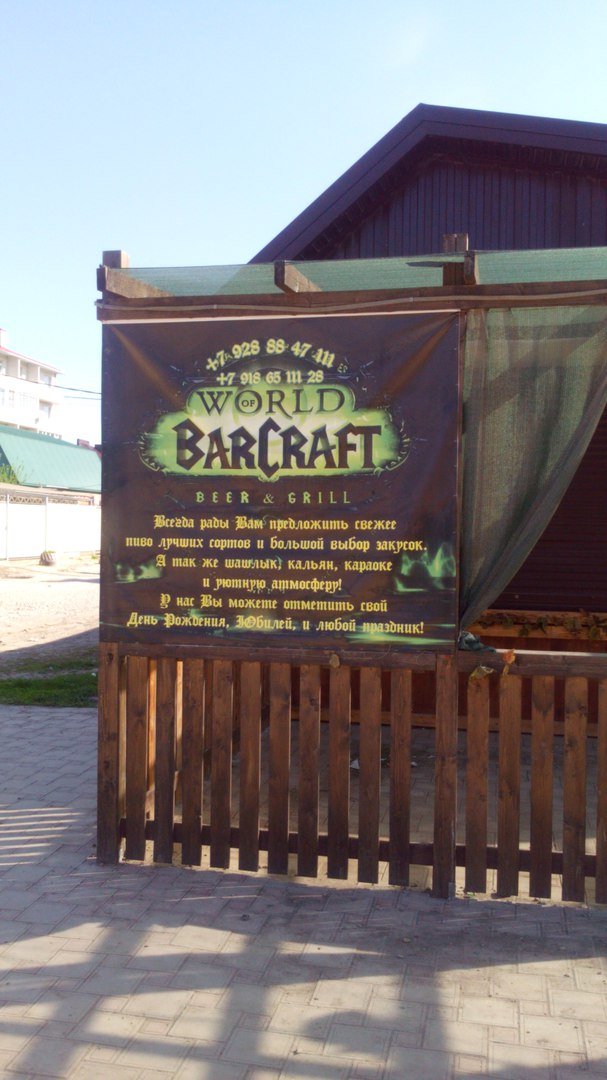 +7 928 88 47 111
+7 918 65 111 28
WORLD
OF
BARCRAFT
BEER & GRILL
Всегда рады Вам предложить свежее
пиво лучших сортов и большой выбор закусок.
А так же шашлык, кальян, караоке
и уютную атмосферу!
У нас Вы можете отметить свой
День Рождения, Юбилей, и любой праздник!